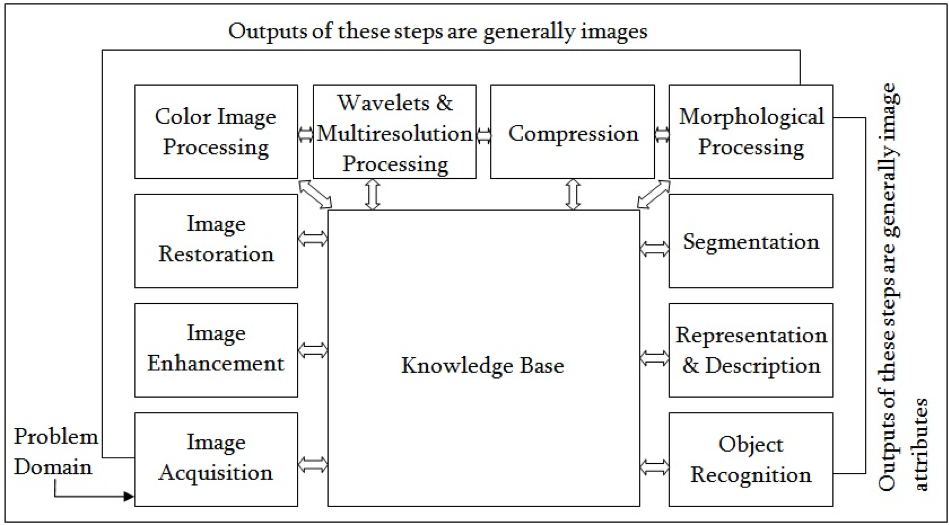 Outputs of these steps are generally images
Color Image
Processing
Wavelets &
Multiresolution
Processing
Compression
Morphological
Processing
Image
Restoration
Segmentation
Image
Enhancement
Knowledge Base
Representation
& Description
Problem
Domain
Image
Acquisition
Object
Recognition
Outputs of these steps are generally image
attributes